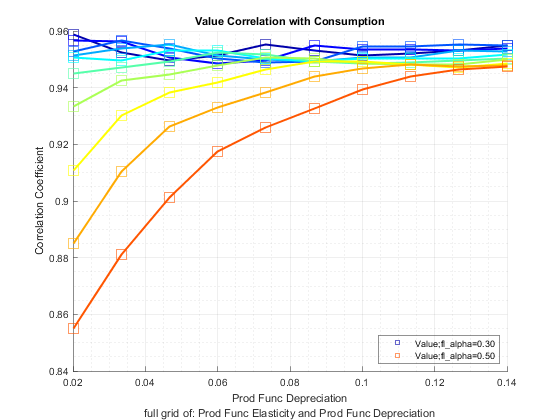 Value Correlation with Consumption
0.96
0.94
0.92
0.9
0.88
0.86
0.84
Correlation Coefficient
Value;fl_alpha=0.30
Value;fl_alpha=0.50
0.02 0.04 0.06 0.08 0.1 0.12 0.14
Prod Func Depreciation
full grid of: Prod Func Elasticity and Prod Func Depreciation